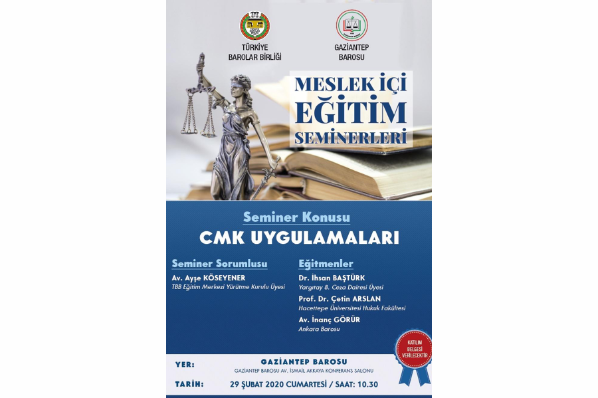 TÜRKİYE
BAROLAR BİRLİĞİ
GAZİANTEP
BAROSU
MESLEK İÇİ
EĞİTİM
SEMİNERLERİ
Seminer Konusu
CMK UYGULAMALARI
Seminer Sorumlusu
Av. Ayşe KÖSEYENER
TBB Eğitim Merkezi Yürütme Kurulu Üyesi
Eğitmenler
Dr. İhsan BAŞTÜRK
Yargıtay 8. Ceza Dairesi Üyesi
Prof. Dr. Çetin ARSLAN
Hacettepe Üniversitesi Hukuk Fakültesi
Av. İnanç GÖRÜR
Ankara Barosu
KATILIM
BELGESİ
VERİLECEKTİR
YER:
GAZİANTEP BAROSU
GAZİANTEP BAROSU AV. İSMAİL AKKAYA KONFERANS SALONU
TARİH:
29 ŞUBAT 2020 CUMARTESİ / SAAT: 10.30